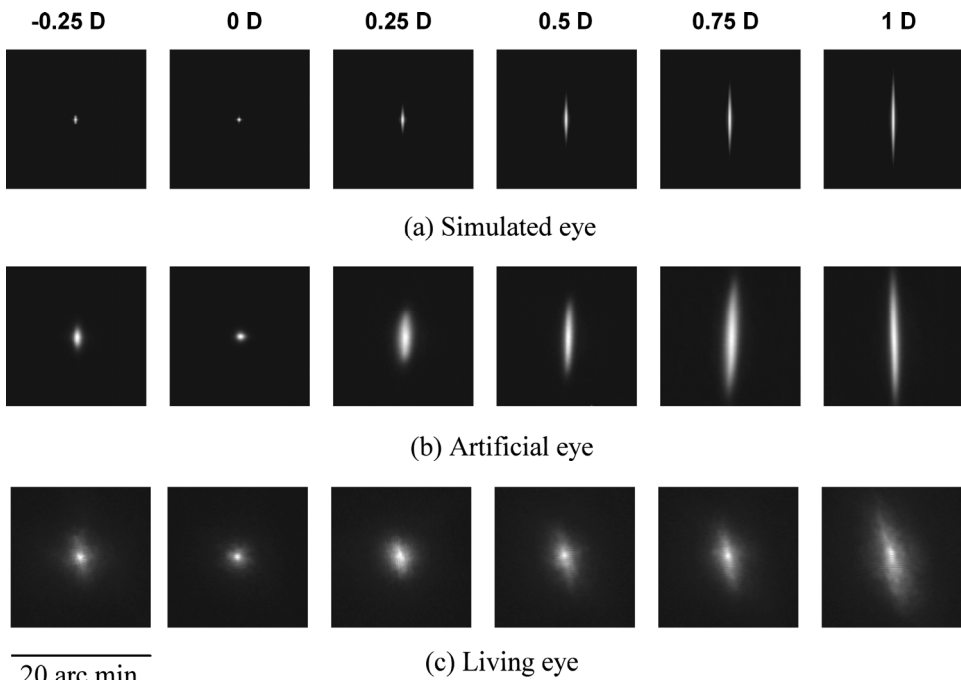 -0.25 D 0 D 0.25 D 0.5 D 0.75 D 1 D
(a) Simulated eye
(b) Artificial eye
(c) Living eye
20 arc min